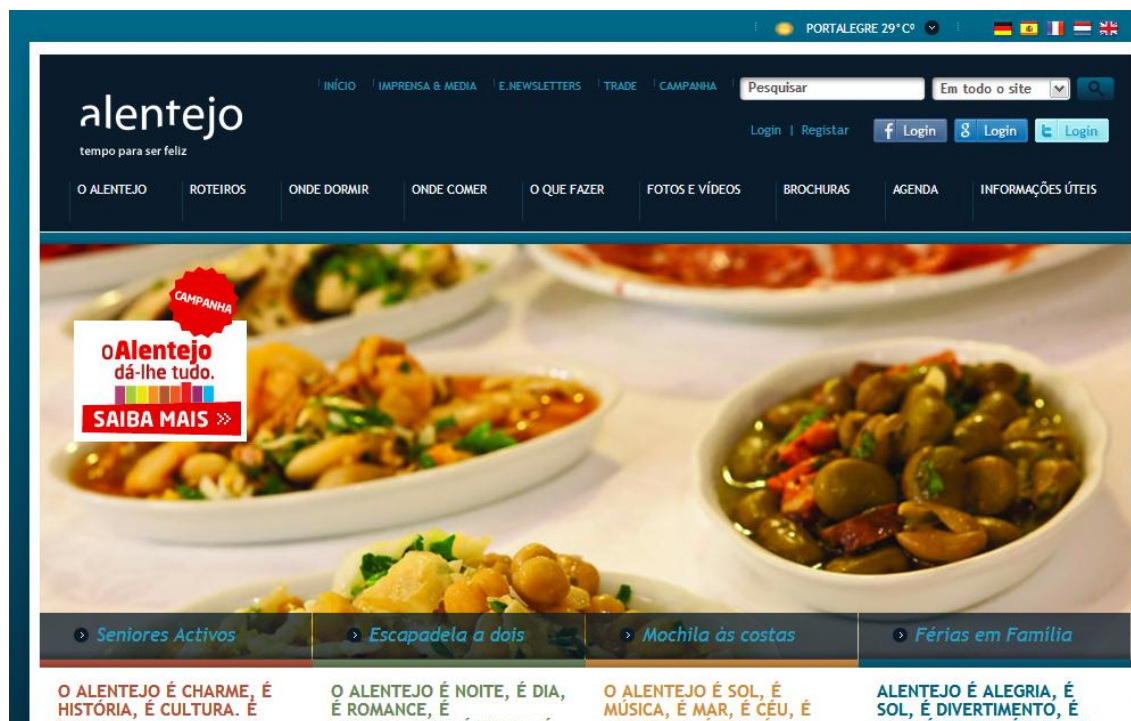 PORTALEGRE 29°Cº
INÍCIO IMPRENSA & MEDIA E.NEWSLETTERS TRADE CAMPANHA Pesquisar Em todo o site
alentejo
tempo para ser feliz
Login | Registar f Login g Login t Login
O ALENTEJO ROTEIROS ONDE DORMIR ONDE COMER O QUE FAZER FOTOS E VÍDEOS BROCHURAS AGENDA INFORMAÇÕES ÚTEIS
CAMPANHA
oAlentejo
dá-lhe tudo.
SAIBA MAIS »
Seniores Activos Escapadela a dois Mochila às costas Férias em Família
O ALENTEJO É CHARME, É
HISTÓRIA, É CULTURA. É
O ALENTEJO É NOITE, É DIA,
É ROMANCE, É
O ALENTEJO É SOL, É
MÚSICA, É MAR, É CÉU, É
ALENTEJO É ALEGRIA, É
SOL, É DIVERTIMENTO, É